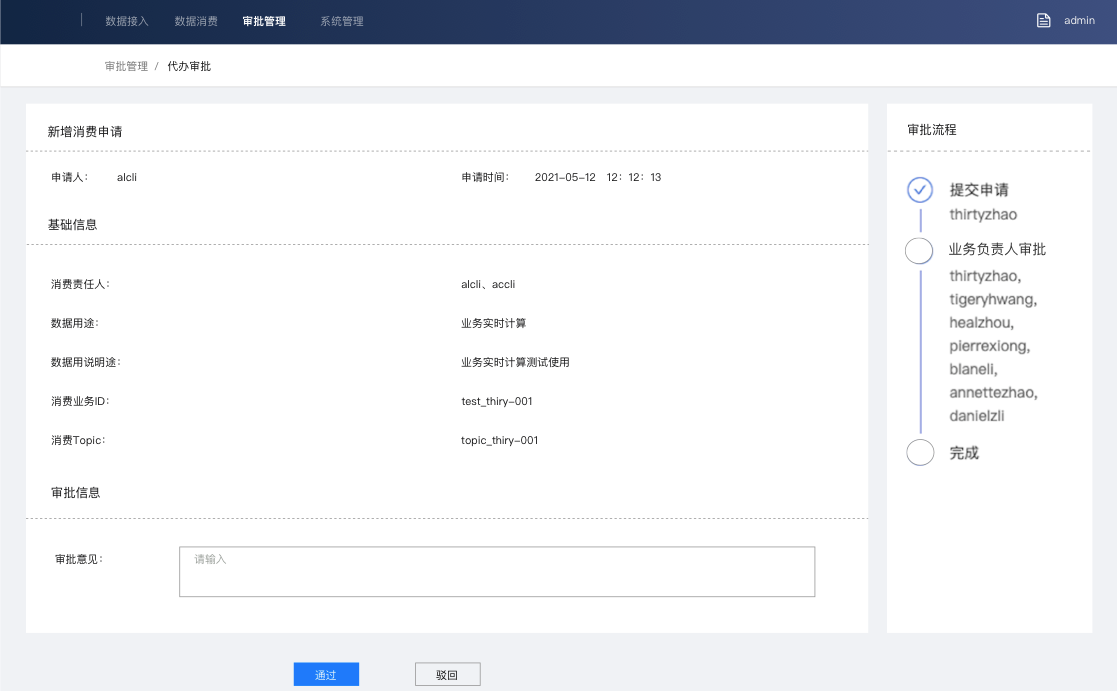 数据接入 数据消费 审批管理 系统管理 admin
审批管理 / 代办审批
新增消费申请
申请人： alcli 申请时间： 2021-05-12 12：12：13
基础信息
消费责任人： alcli、accli
数据用途： 业务实时计算
数据用说明途： 业务实时计算测试使用
消费业务ID： test_thiry-001
消费Topic： topic_thiry-001
审批信息
审批意见： 请输入
通过 驳回
审批流程
提交申请
thirtyzhao
业务负责人审批
thirtyzhao,
tigeryhwang,
healzhou,
pierrexiong,
blaneli,
annettezhao,
danielzli
完成